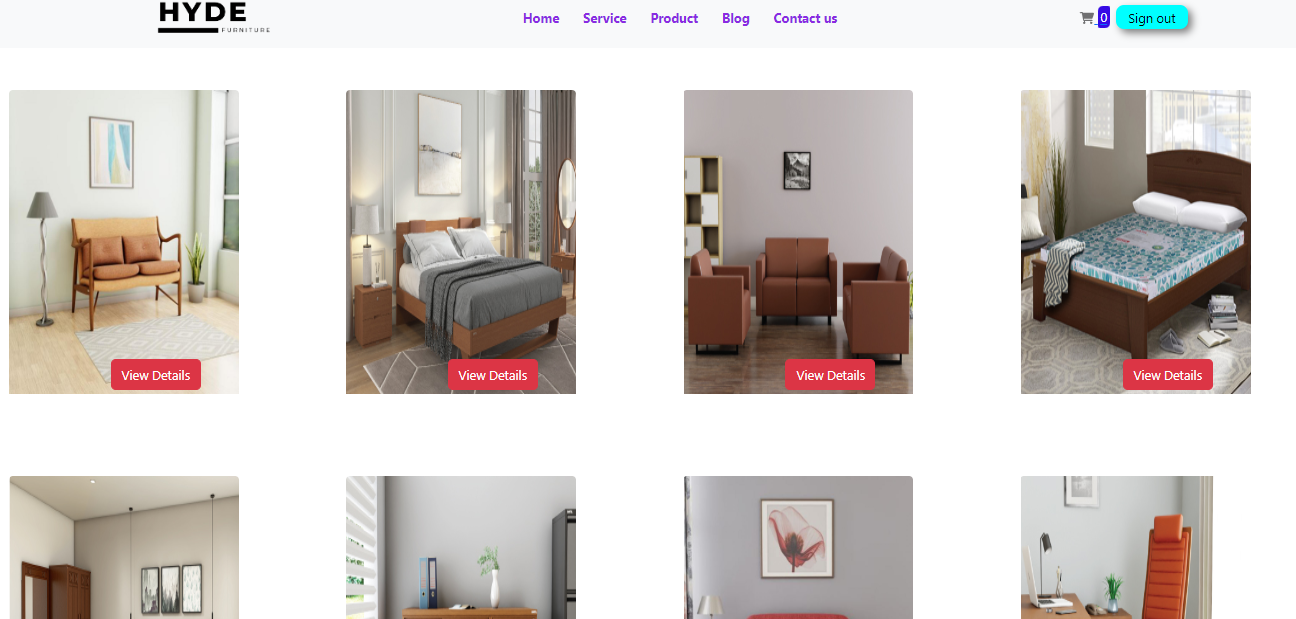 HYDE
FURNITURE
Home Service Product Blog Contact us
0 Sign out
View Details View Details View Details View Details